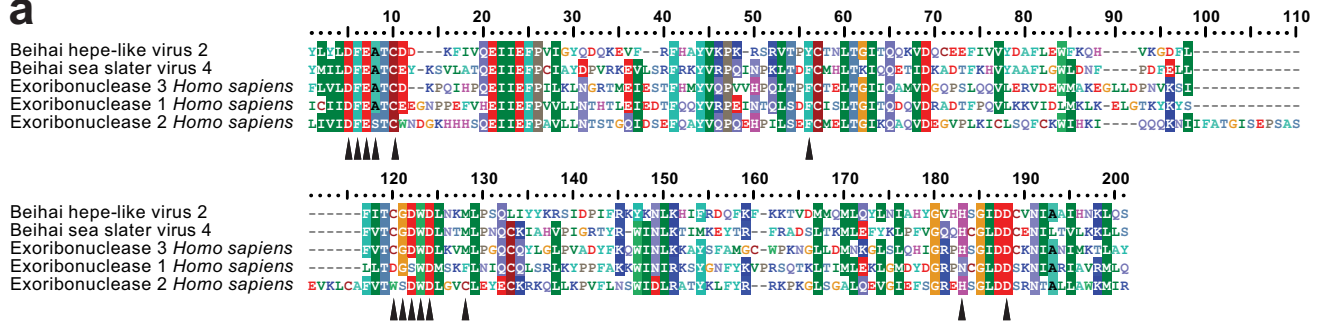 a
10 20 30 40 50 60 70 80 90 100 110
Beihai hepe-like virus 2 YLYLDFEATCDD---KFIVQEIIEFPVIGYQDQKEVF--RFHAYVKPK-RSRVTPYCTNLTGITQQKVDQCEEFIVVYDAFLEWFKQH---VKGDFL------------
Beihai sea slater virus 4 YMILDFEATCEY-KSVLATQEIIEFPCIAYDPVRKEVLSRFRKYVRPQINPKLTDFCMHLTKIQQETIDKADTFKHVYAAFLGWLDNF----PDFELL------------
Exoribonuclease 3 Homo sapiens FLVLDFEATCD---KPQIHPQEIIEFPILKLNGRTMEIESTFHMYVQPVVHPQLTPFCTELTGIIQAMVDGQPSLQQVLERVDEWMAKEGLLDPNVKSI------------
Exoribonuclease 1 Homo sapiens ICIIDFEATCEEGNPPEFVHEIIEFPVVLLNTHTLEIEDTFQQYVRPEINTQLSDFCISLTGITQDQVDRADTFPQVLKKVIDLMKLK-ELGTKYKYS------------
Exoribonuclease 2 Homo sapiens LIVIDFESTCWNDGKHHHSQEIIEFPAVLLNTSTGQIDSEFQAYVQPQEHPILSEFCMELTGIKQAQVDEGVPLKICLSQFCKWIHKI----QQQKNIIFATGISEPSAS
120 130 140 150 160 170 180 190 200
Beihai hepe-like virus 2 ------FITCGDWDLNKMLPSQLIYYKRSIDPIFRKYKNLKHIFRDQFKF-KKTVDMMQMLQYLNIAHYGVHHSGIDDCVNIAAIHNKLQS
Beihai sea slater virus 4 ------FVTCGDWDLNTMLPNQCKIAHVPIGRTYR-WINLKTIMKEYTR--FRADSLTKMLEFYKLPFVGQQHCGLDDCENILTVLKKLLS
Exoribonuclease 3 Homo sapiens ------FVTCGDWDLKVMLPGQCQYLGLPVADYFKQWINLKKAYSFAMGC-WPKNGLLDMNKGLSLQHIGRPHSGIDDCKNIANIMKTLAY
Exoribonuclease 1 Homo sapiens ------LLTDGSWDMSKFLNIQCQLSRLKYPPFAKKWINIRKSYGNFYKVPRSQTKLTIMLEKLGMDYDGRPNCGLDDSKNIARIAVRMLQ
Exoribonuclease 2 Homo sapiens EVKLCAFVTWSDWDLGVCLEYECKRKQLLKPVFLNSWIDLRATYKLFYR--RKPKGLSGALQEVGIEFSGREHSGLDDSRNTALLAWKMIR